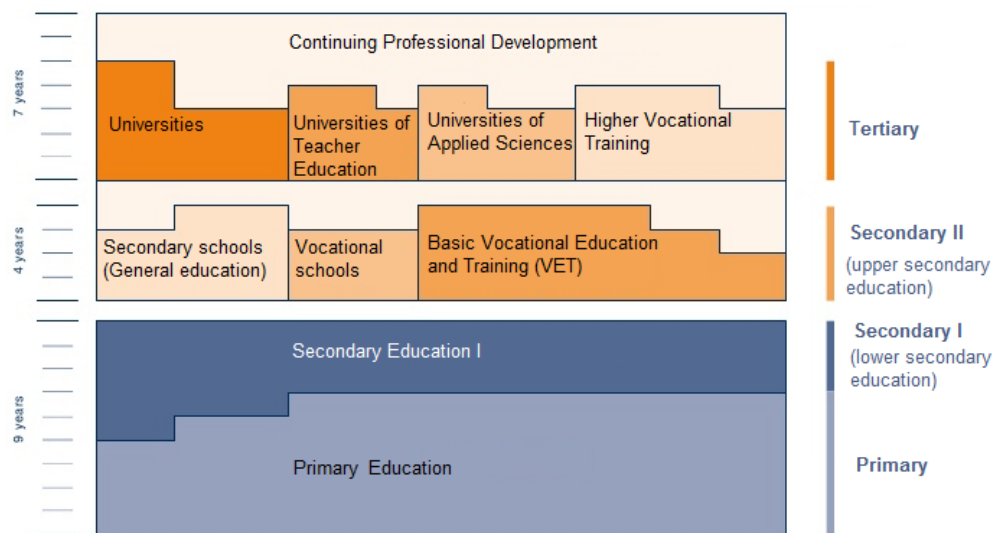 Continuing Professional Development
7 years
Universities
Universities of
Teacher
Education
Universities of
Applied Sciences
Higher Vocational
Training
Tertiary
4 years
Secondary schools
(General education)
Vocational
schools
Basic Vocational Education
and Training (VET)
Secondary II
(upper secondary
education)
9 years
Secondary Education I
Secondary I
(lower secondary
education)
Primary Education
Primary